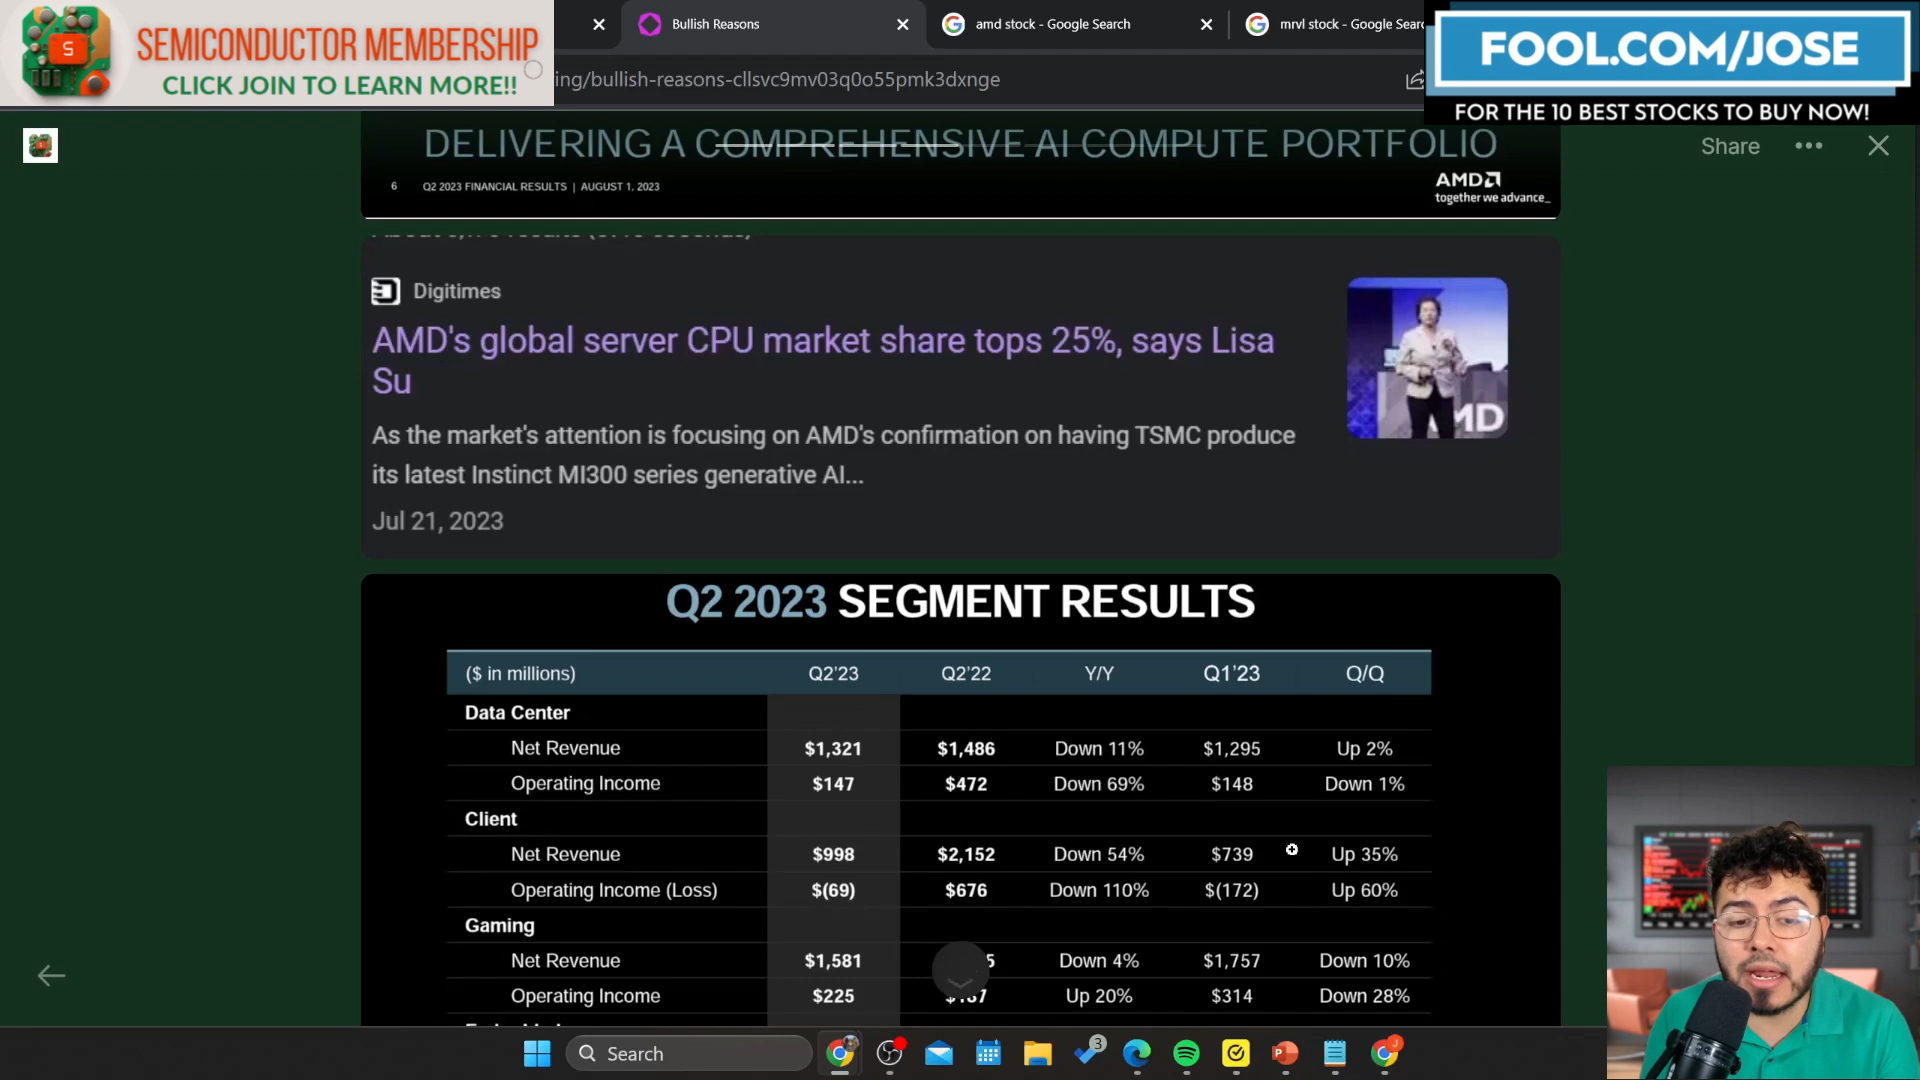 SEMICONDUCTOR MEMBERSHIP
CLICK JOIN TO LEARN MORE!!
S
Bullish Reasons
amd stock - Google Search
mrvl stock - Google Sear
ing/bullish-reasons-cllsvc9mv03q0o55pmk3dxnge
FOOL.COM/JOSE
FOR THE 10 BEST STOCKS TO BUY NOW!
Share
DELIVERING A COMPREHENSIVE AI COMPUTE PORTFOLIO
6 Q2 2023 FINANCIAL RESULTS | AUGUST 1, 2023
AMD
together we advance_
Digitimes
AMD's global server CPU market share tops 25%, says Lisa
Su
As the market's attention is focusing on AMD's confirmation on having TSMC produce
its latest Instinct MI300 series generative AI...
Jul 21, 2023
MD
Q2 2023 SEGMENT RESULTS
($ in millions) Q2'23 Q2'22 Y/Y Q1'23 Q/Q
Data Center
Net Revenue $1,321 $1,486 Down 11% $1,295 Up 2%
Operating Income $147 $472 Down 69% $148 Down 1%
Client
Net Revenue $998 $2,152 Down 54% $739 Up 35%
Operating Income (Loss) $(69) $676 Down 110% $(172) Up 60%
Gaming
Net Revenue $1,581 5 Down 4% $1,757 Down 10%
Operating Income $225 Up 20% $314 Down 28%
Search
3